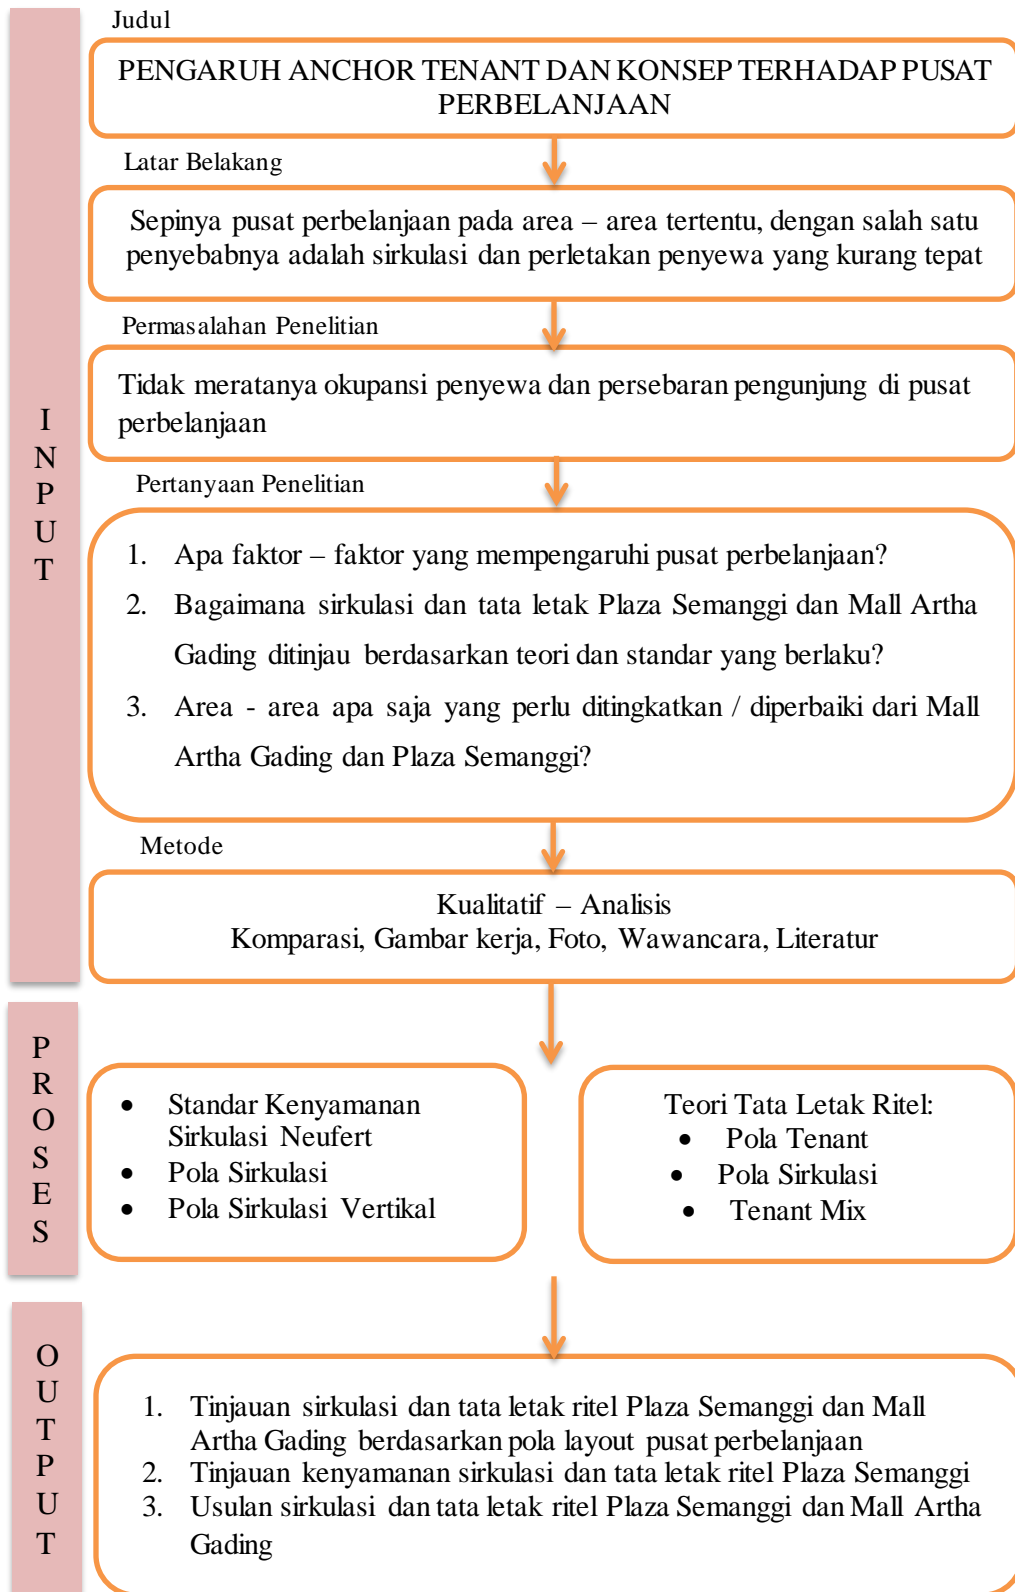 Judul
PENGARUH ANCHOR TENANT DAN KONSEP TERHADAP PUSAT
PERBELANJAAN
Latar Belakang
Sepinya pusat perbelanjaan pada area – area tertentu, dengan salah satu
penyebabnya adalah sirkulasi dan perletakan penyewa yang kurang tepat
Permasalahan Penelitian
Tidak meratanya okupansi penyewa dan persebaran pengunjung di pusat
perbelanjaan
Pertanyaan Penelitian
1. Apa faktor – faktor yang mempengaruhi pusat perbelanjaan?
2. Bagaimana sirkulasi dan tata letak Plaza Semanggi dan Mall Artha
Gading ditinjau berdasarkan teori dan standar yang berlaku?
3. Area - area apa saja yang perlu ditingkatkan / diperbaiki dari Mall
Artha Gading dan Plaza Semanggi?
Metode
Kualitatif – Analisis
Komparasi, Gambar kerja, Foto, Wawancara, Literatur
I
N
P
U
T
P
R
O
S
E
S
• Standar Kenyamanan
Sirkulasi Neufert
• Pola Sirkulasi
• Pola Sirkulasi Vertikal
Teori Tata Letak Ritel:
• Pola Tenant
• Pola Sirkulasi
• Tenant Mix
O
U
T
P
U
T
1. Tinjauan sirkulasi dan tata letak ritel Plaza Semanggi dan Mall
Artha Gading berdasarkan pola layout pusat perbelanjaan
2. Tinjauan kenyamanan sirkulasi dan tata letak ritel Plaza Semanggi
3. Usulan sirkulasi dan tata letak ritel Plaza Semanggi dan Mall Artha
Gading